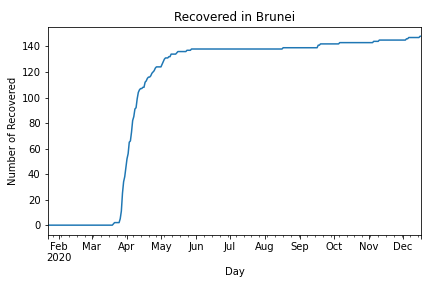 Recovered in Brunei
Number of Recovered
140
120
100
80
60
40
20
0
Feb Mar Apr May Jun Jul Aug Sep Oct Nov Dec
2020
Day